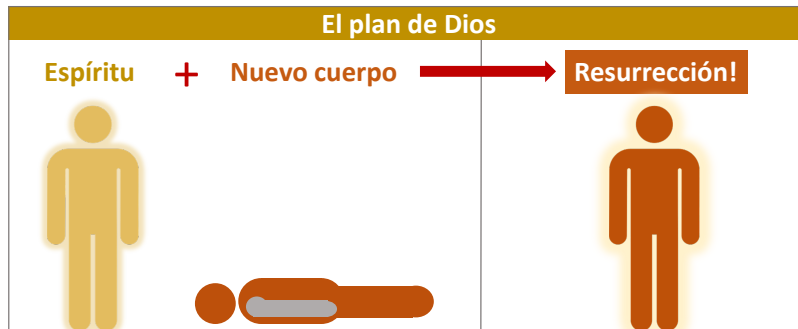 El plan de Dios
Espíritu + Nuevo cuerpo Resurrección!